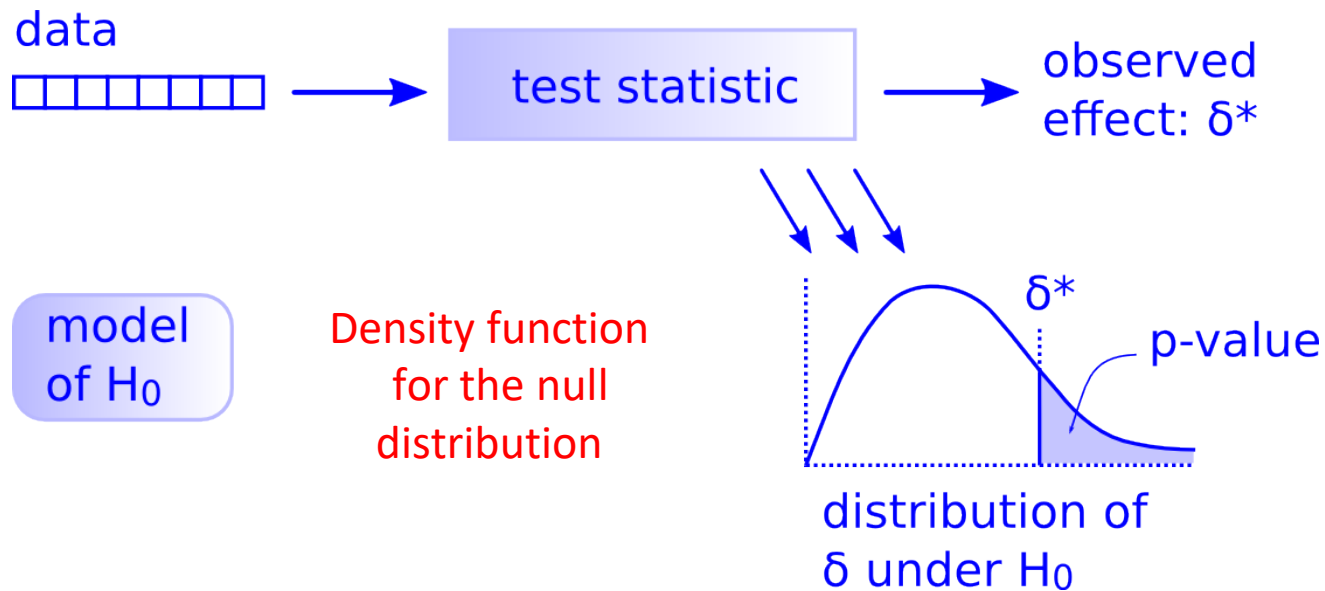 data
test statistic
observed
effect: δ*
model
of H₀
Density function
for the null
distribution
δ*
p-value
distribution of
δ under H₀